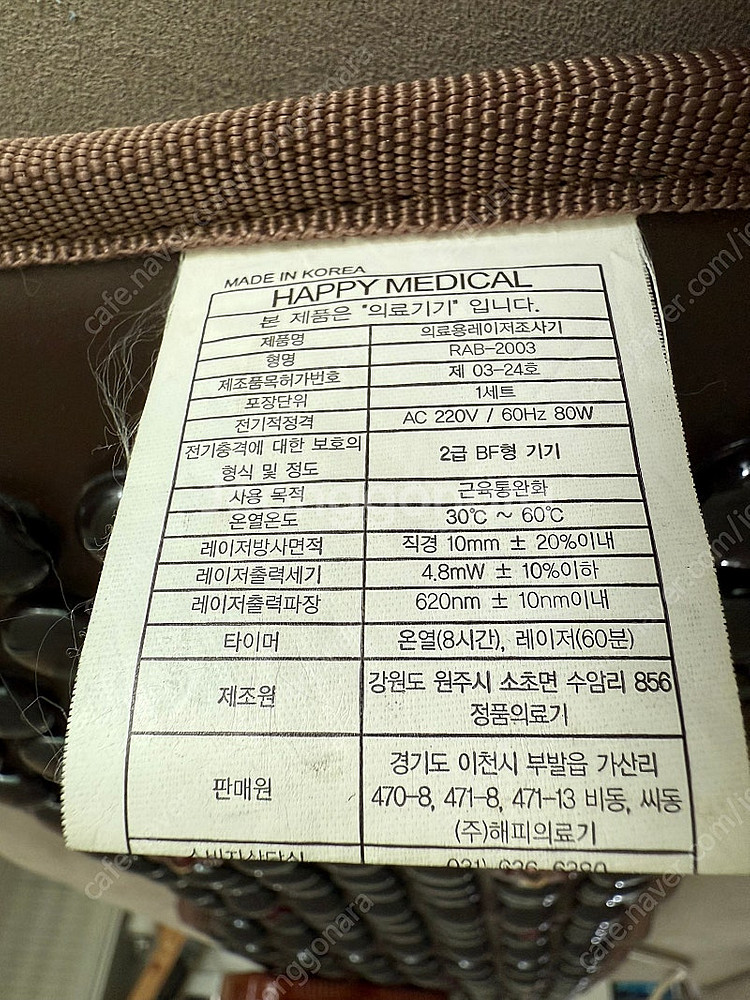 MADE IN KOREA
HAPPY MEDICAL
본 제품은 "의료기기" 입니다.
제품명 의료용레이저조사기
형명 RAB-2003
제조품목허가번호 제 03-24호
포장단위 1세트
전기적정격 AC 220V / 60Hz 80W
전기충격에 대한 보호의
형식 및 정도 2급 BF형 기기
사용 목적 근육통완화
온열온도 30℃ ~ 60℃
레이저방사면적 직경 10mm ± 20%이내
레이저출력세기 4.8mW ± 10%이하
레이저출력파장 620nm ± 10nm이내
타이머 온열(8시간), 레이저(60분)
제조원 강원도 원주시 소초면 수암리 856
정품의료기
판매원 경기도 이천시 부발읍 가산리
470-8, 471-8, 471-13 비동, 씨동
(주)해피의료기
소비자상담실 031) 636-6380